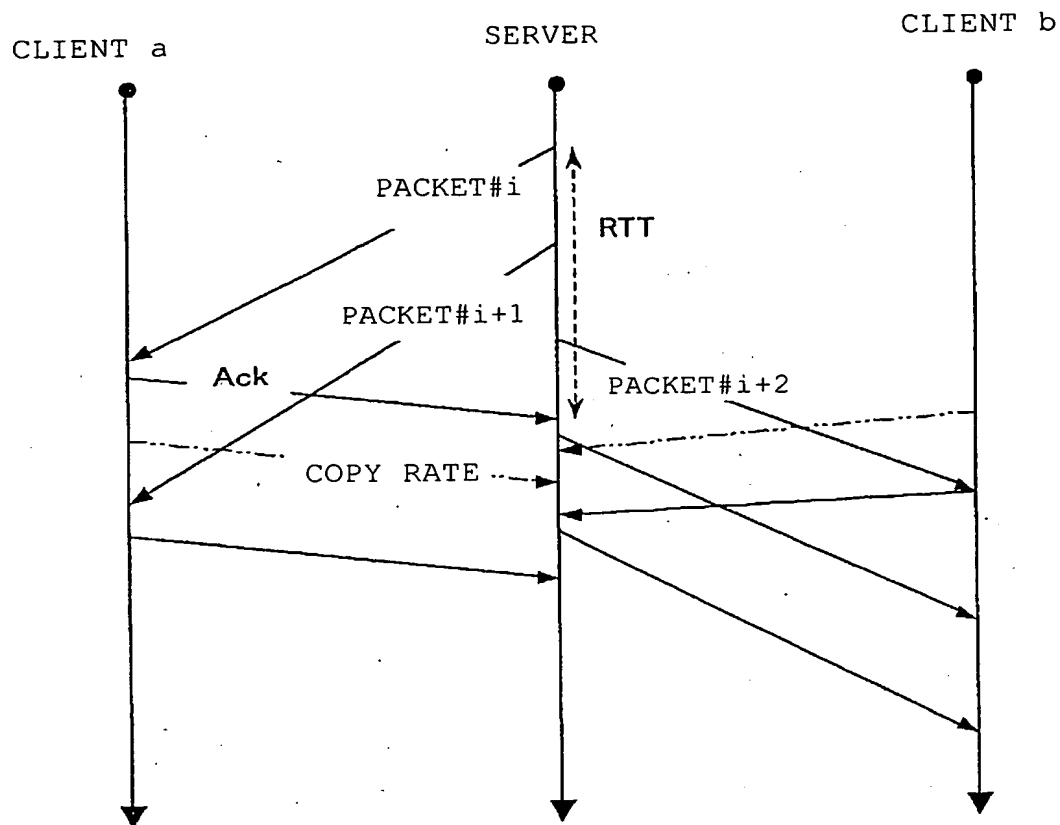 CLIENT a
SERVER
CLIENT b
PACKET#i
RTT
PACKET#i+1
Ack
PACKET#i+2
COPY RATE